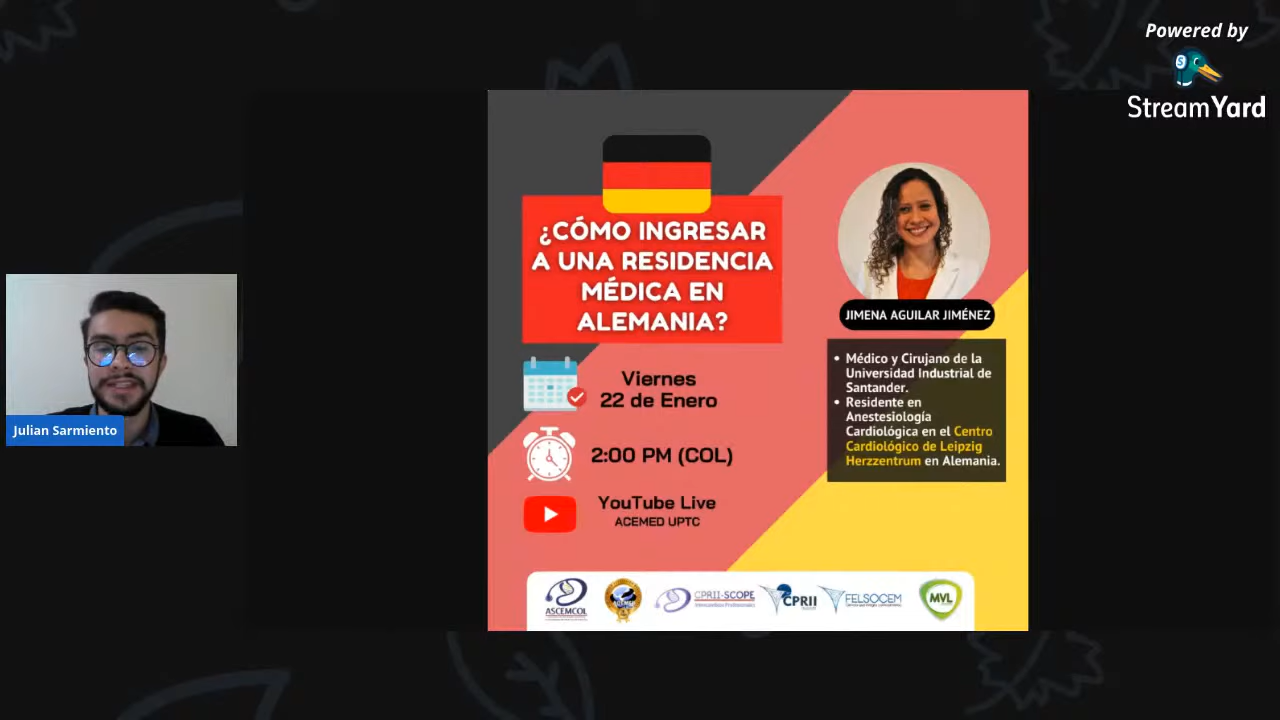 Powered by
StreamYard
¿CÓMO INGRESAR
A UNA RESIDENCIA
MÉDICA EN
ALEMANIA?
Viernes
22 de Enero
2:00 PM (COL)
YouTube Live
ACEMED UPTC
JIMENA AGUILAR JIMÉNEZ
• Médico y Cirujano de la
Universidad Industrial de
Santander.
• Residente en
Anestesiología
Cardiológica en el Centro
Cardiológico de Leipzig
Herzzentrum en Alemania.
Julian Sarmiento
ASCEMCOL
CPRII-SCOPE
CPRII
FELSOCEM
MVL